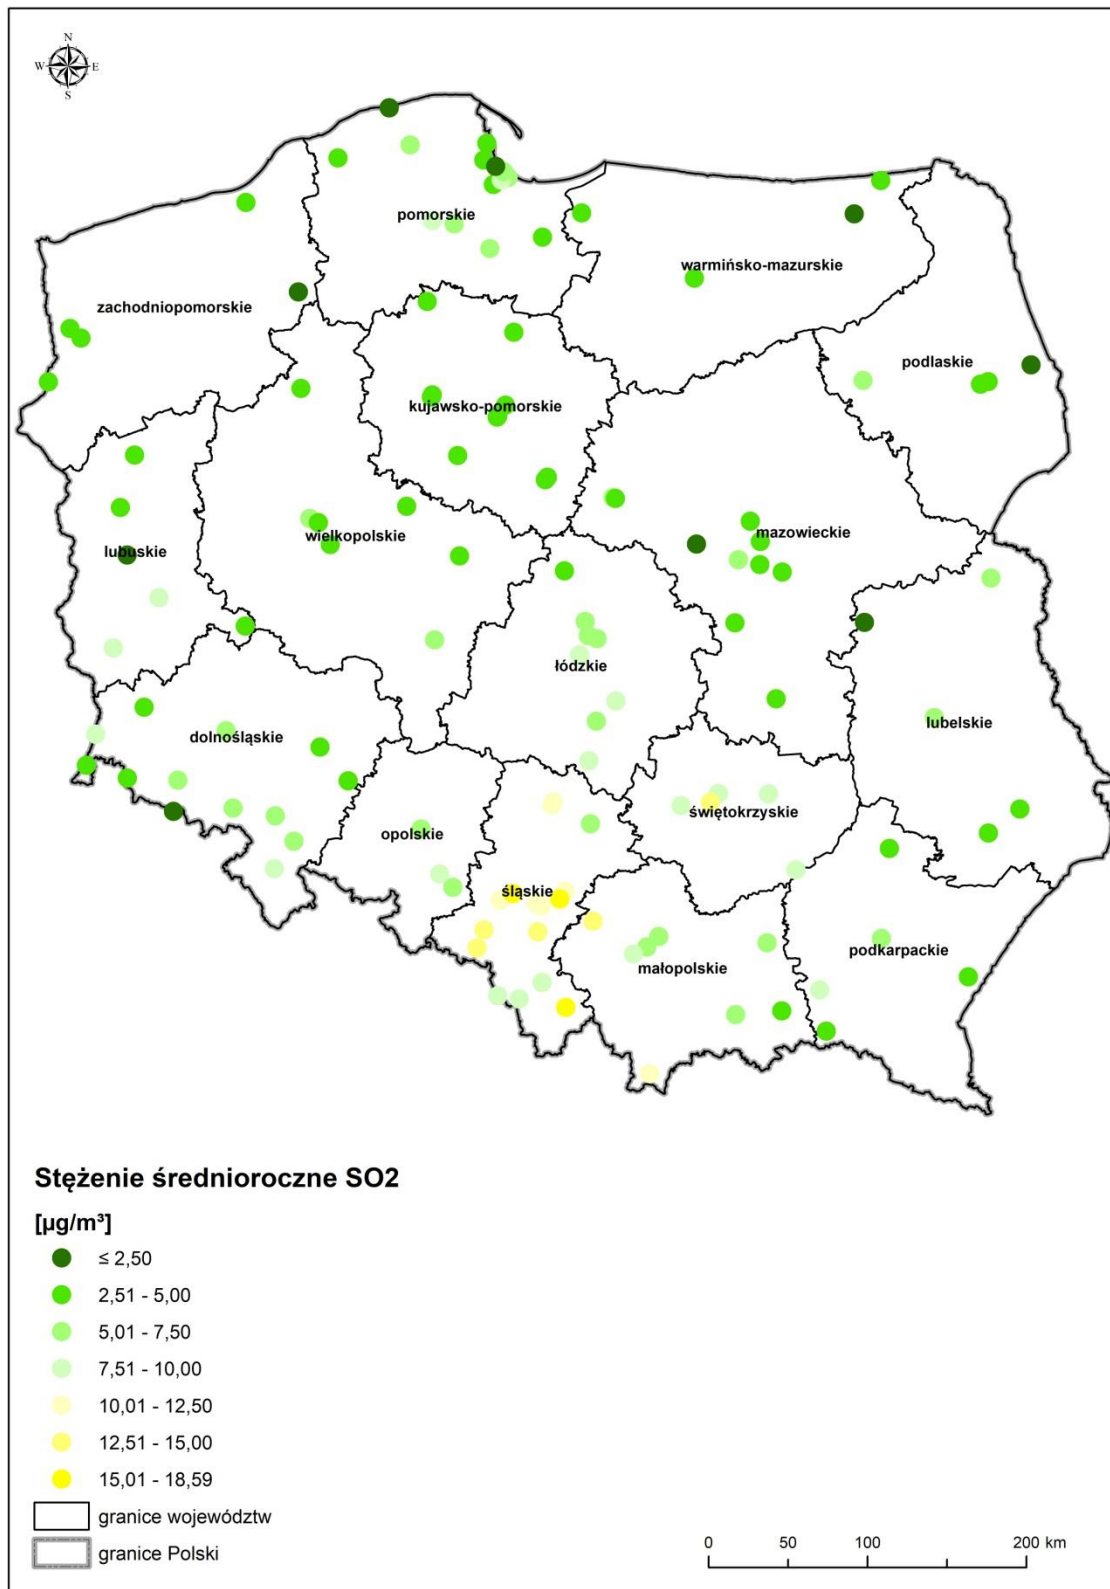 N
W E
S
pomorskie
warmińsko-mazurskie
zachodniopomorskie
podlaskie
kujawsko-pomorskie
mazowieckie
wielkopolskie
lubuskie
łódzkie
lubelskie
dolnośląskie
świętokrzyskie
opolskie
śląskie
podkarpackie
małopolskie
Stężenie średnioroczne SO2
[µg/m³]
≤ 2,50
2,51 - 5,00
5,01 - 7,50
7,51 - 10,00
10,01 - 12,50
12,51 - 15,00
15,01 - 18,59
granice województw
granice Polski
0 50 100 200 km